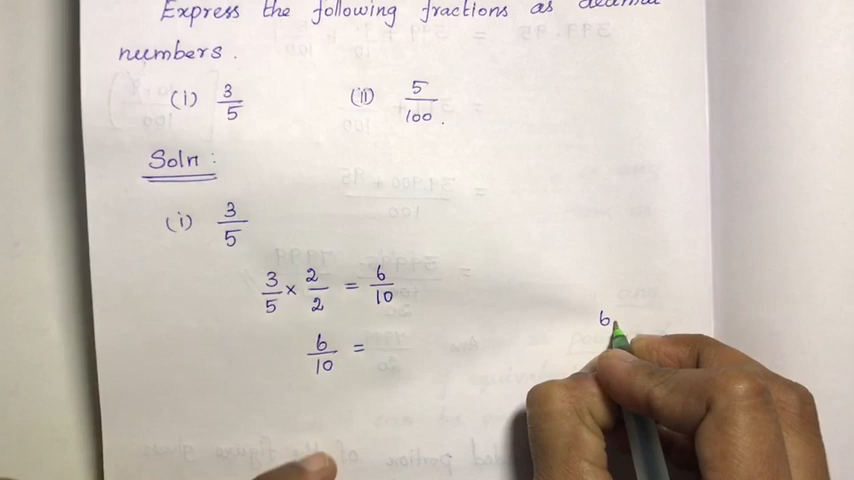 Express the following fractions as decimal
numbers.
(i) 3/5 (ii) 5/100.
Soln :
(i) 3/5
3/5 × 2/2 = 6/10
6/10 =
6.